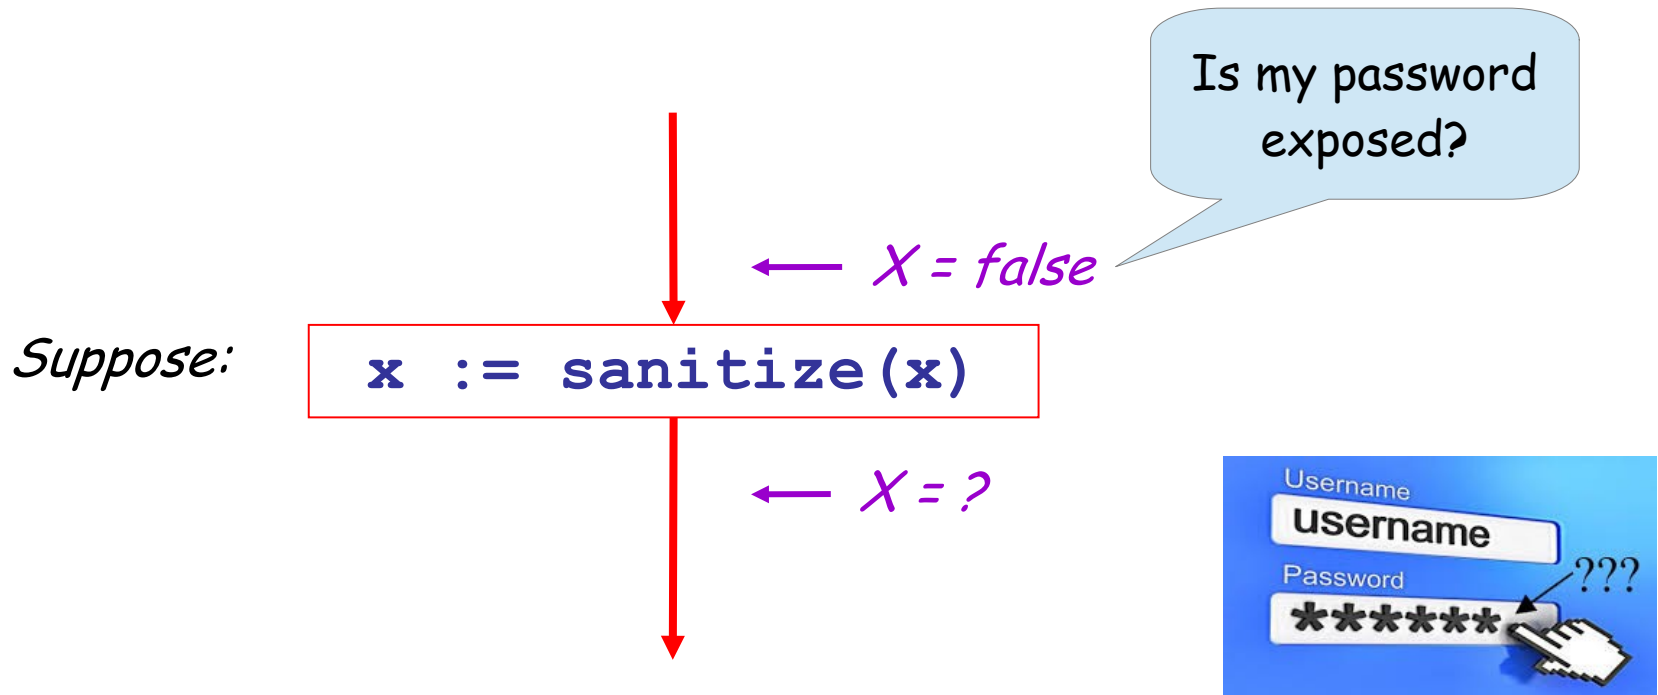 Is my password
exposed?
X = false
Suppose:
x := sanitize(x)
X = ?
Username
username
Password
******
???